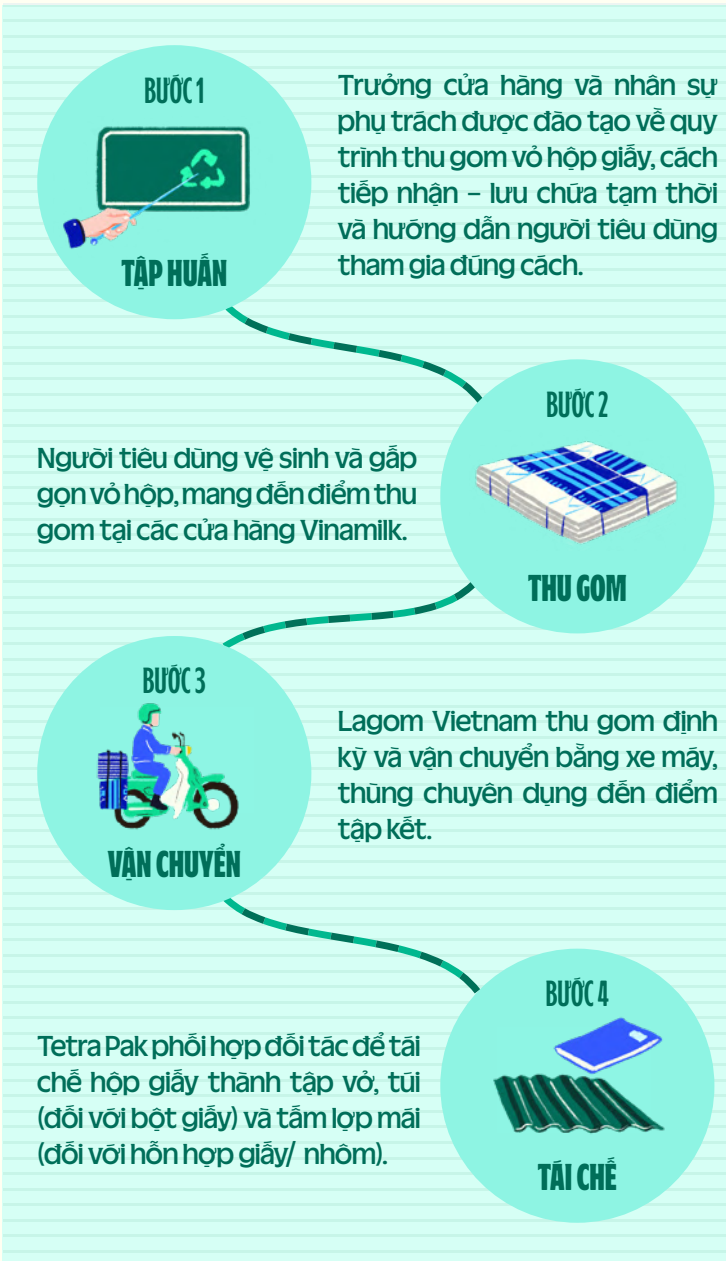 BƯỚC 1
TẬP HUẤN
Trưởng cửa hàng và nhân sự
phụ trách được đào tạo về quy
trình thu gom vỏ hộp giấy, cách
tiếp nhận – lưu chứa tạm thời
và hướng dẫn người tiêu dùng
tham gia đúng cách.
BƯỚC 2
THU GOM
Người tiêu dùng vệ sinh và gấp
gọn vỏ hộp, mang đến điểm thu
gom tại các cửa hàng Vinamilk.
BƯỚC 3
VẬN CHUYỂN
Lagom Vietnam thu gom định
kỳ và vận chuyển bằng xe máy,
thùng chuyên dụng đến điểm
tập kết.
BƯỚC 4
TÁI CHẾ
Tetra Pak phối hợp đối tác để tái
chế hộp giấy thành tập vở, túi
(đối với bột giấy) và tấm lợp mái
(đối với hỗn hợp giấy/ nhôm).